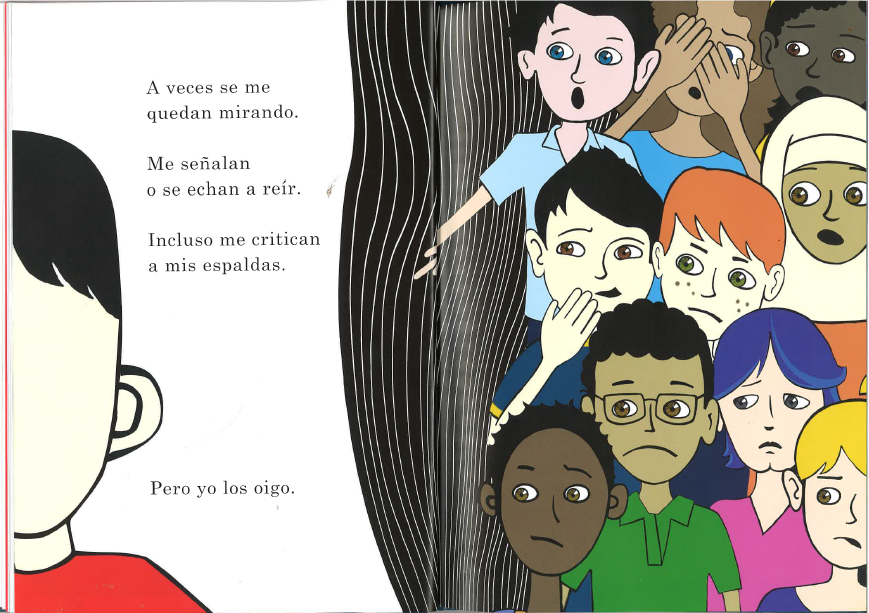 A veces se me
quedan mirando.
Me señalan
o se echan a reír.
Incluso me critican
a mis espaldas.
Pero yo los oigo.